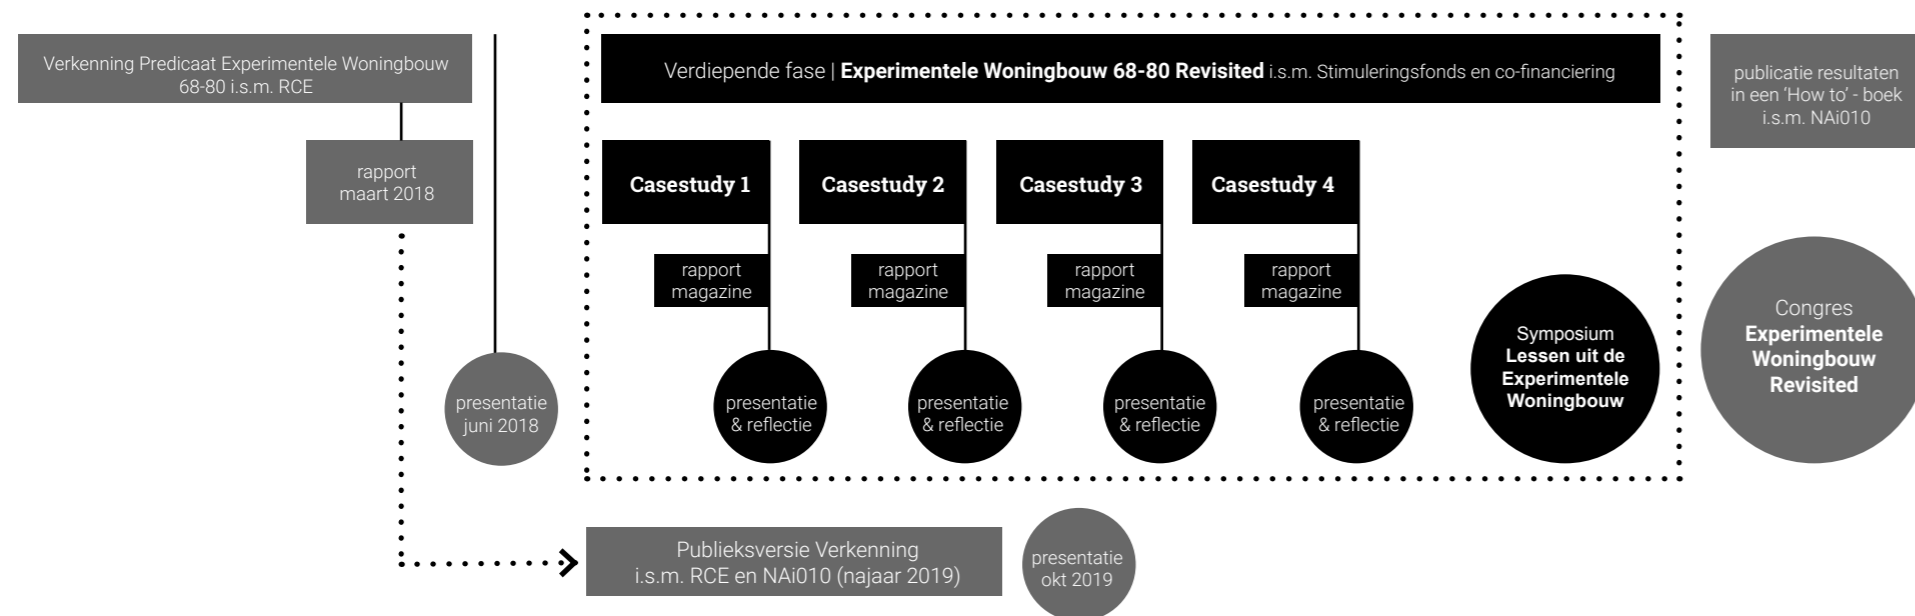 Verkenning Predicaat Experimentele Woningbouw
68-80 i.s.m. RCE
rapport
maart 2018
presentatie
juni 2018
Verdiepende fase | Experimentele Woningbouw 68-80 Revisited i.s.m. Stimuleringsfonds en co-financiering
Casestudy 1
rapport
magazine
presentatie
& reflectie
Casestudy 2
rapport
magazine
presentatie
& reflectie
Casestudy 3
rapport
magazine
presentatie
& reflectie
Casestudy 4
rapport
magazine
presentatie
& reflectie
Symposium
Lessen uit de
Experimentele
Woningbouw
publicatie resultaten
in een ‘How to’ - boek
i.s.m. NAi010
Congres
Experimentele
Woningbouw
Revisited
Publieksversie Verkenning
i.s.m. RCE en NAi010 (najaar 2019)
presentatie
okt 2019